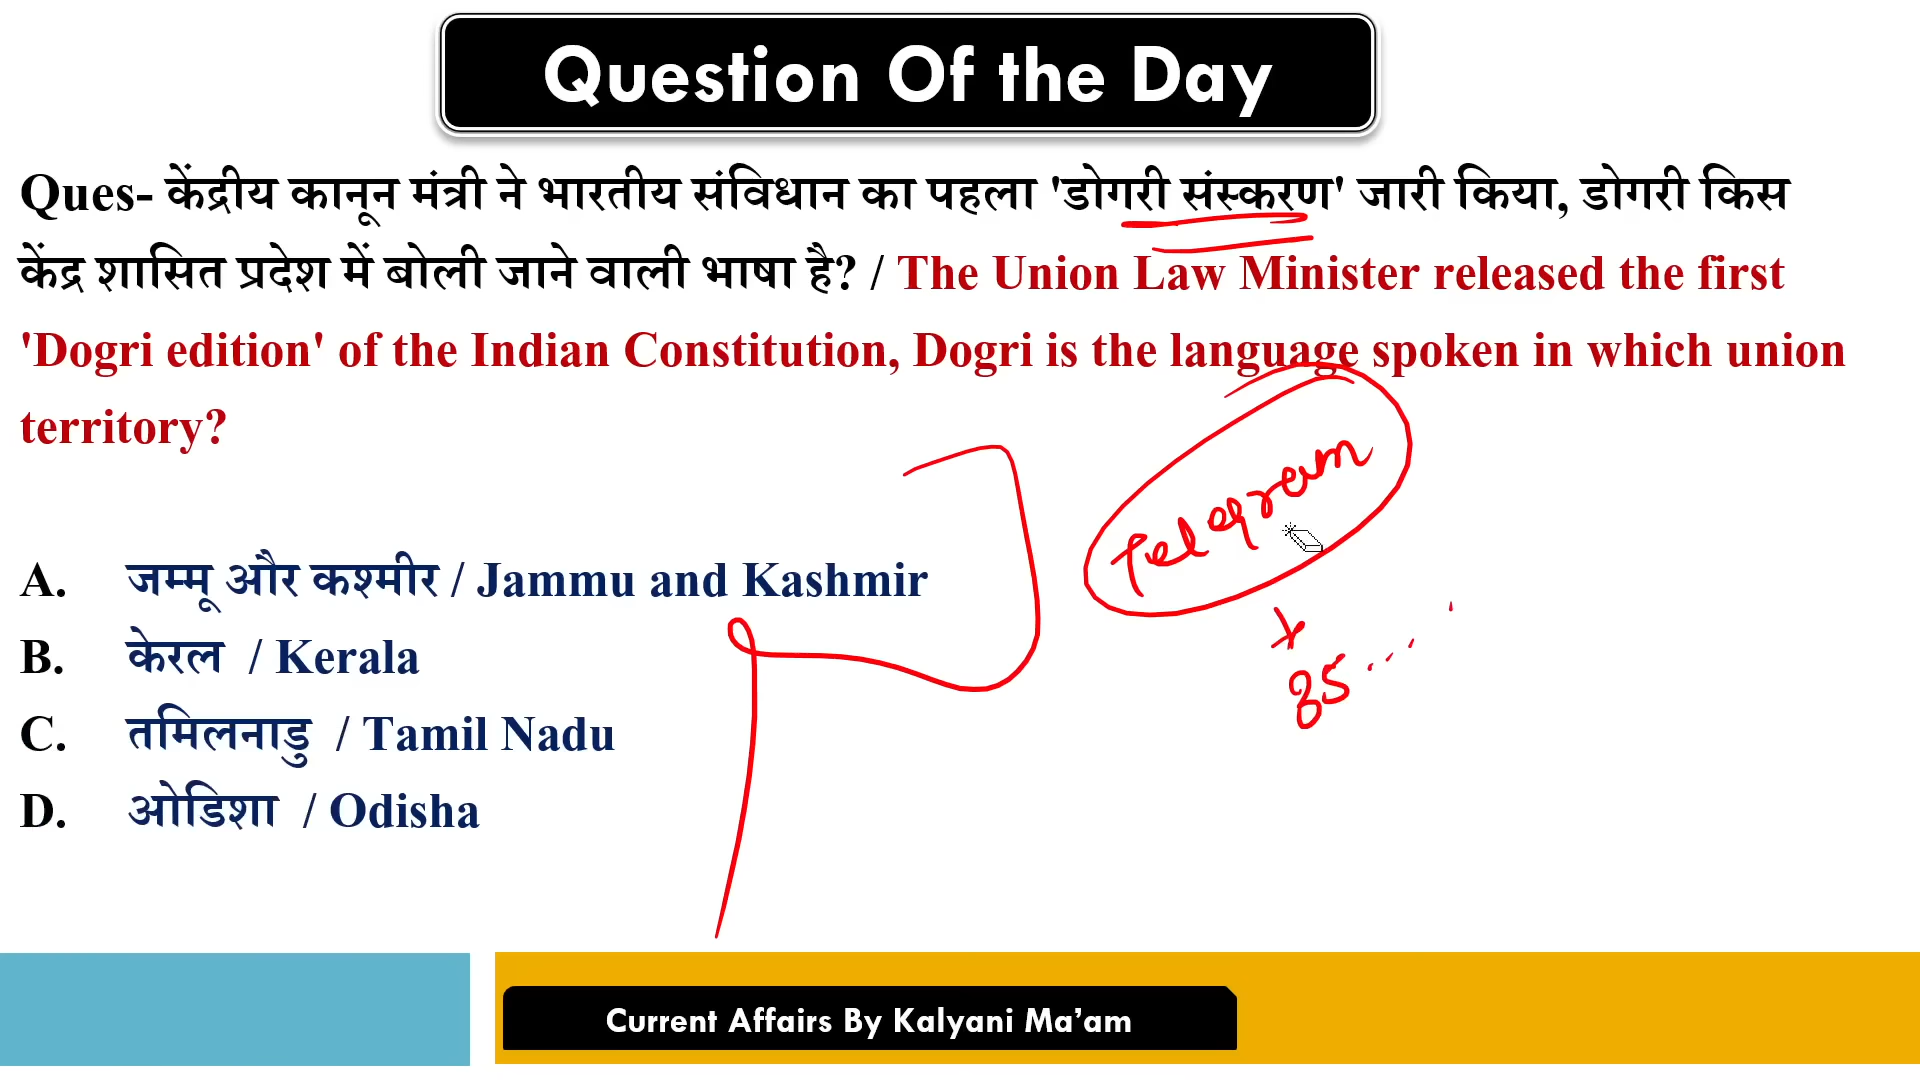 Question Of the Day
Ques- केंद्रीय कानून मंत्री ने भारतीय संविधान का पहला 'डोगरी संस्करण' जारी किया, डोगरी किस
केंद्र शासित प्रदेश में बोली जाने वाली भाषा है? / The Union Law Minister released the first
'Dogri edition' of the Indian Constitution, Dogri is the language spoken in which union
territory?
Telegram
+
35...
A. जम्मू और कश्मीर / Jammu and Kashmir
B. केरल / Kerala
C. तमिलनाडु / Tamil Nadu
D. ओडिशा / Odisha
Current Affairs By Kalyani Ma’am